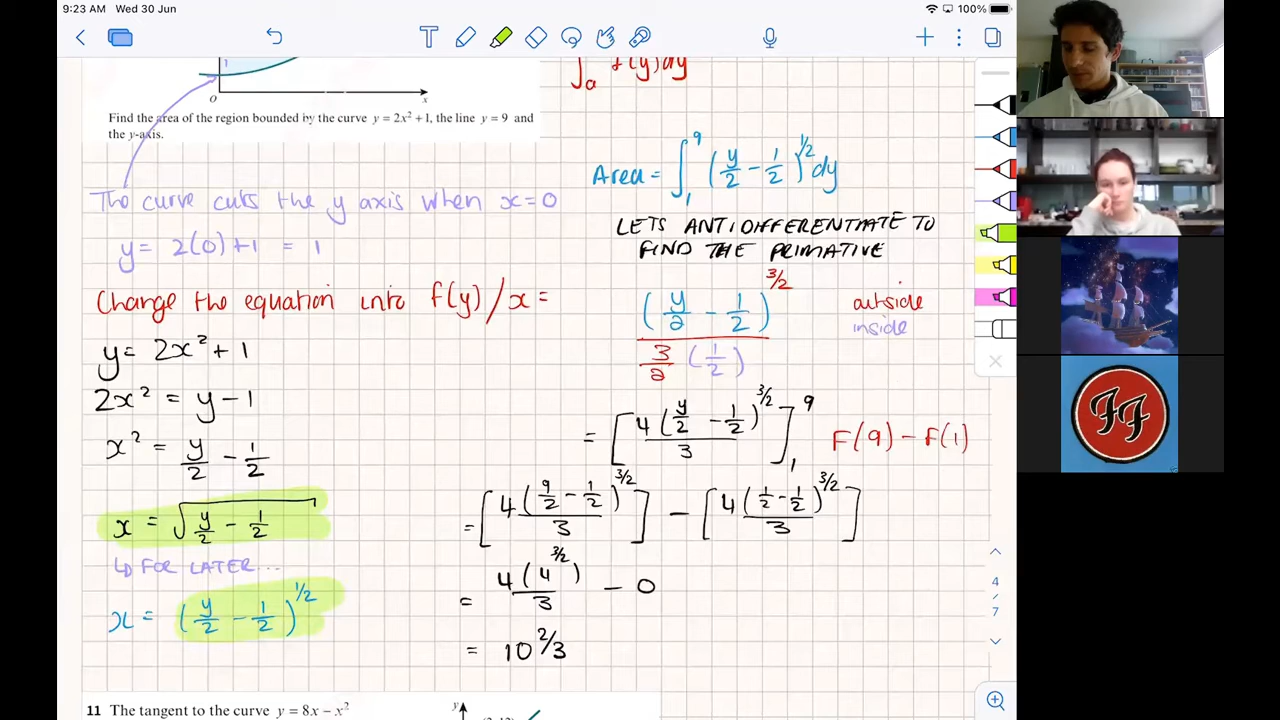 9:23 AM Wed 30 Jun
100%
1
O
x
Find the area of the region bounded by the curve y = 2x² + 1, the line y = 9 and
the y-axis.
The curve cuts the y axis when x=0
y= 2(0)+1 = 1
Change the equation into f(y)/x=
y= 2x² + 1
2x² = y-1
x² = y/2 - 1/2
x = √(y/2 - 1/2)
↳ FOR LATER...
x = (y/2 - 1/2)^1/2
∫a f(y)dy
Area = ∫₁⁹ (y/2 - 1/2)^1/2 dy
LETS ANTIDIFFERENTIATE TO
FIND THE PRIMATIVE
(y/2 - 1/2)^3/2
3/2 (1/2)
outside
inside
= [4(y/2 - 1/2)^3/2 / 3]₁⁹ F(9) - F(1)
= [4(9/2 - 1/2)^3/2 / 3] - [4(1/2 - 1/2)^3/2 / 3]
= 4(4^3/2) / 3 - 0
= 10 2/3
4
/
7
11 The tangent to the curve y = 8x − x²
y
FF